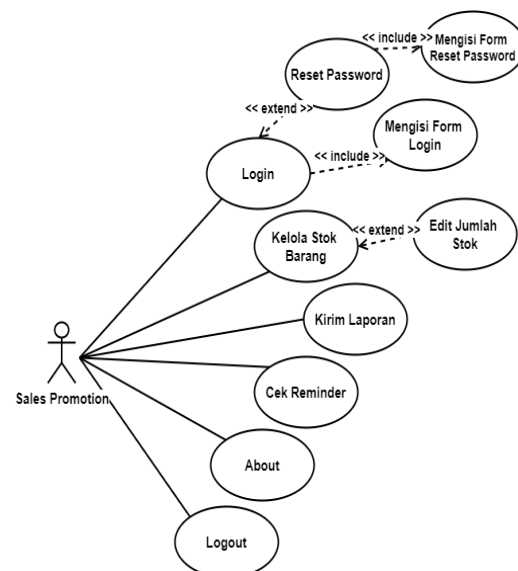 << include >>
Mengisi Form
Reset Password
Reset Password
<< extend >>
Mengisi Form
Login
<< include >>
Login
Kelola Stok
Barang
<< extend >>
Edit Jumlah
Stok
Kirim Laporan
Sales Promotion
Cek Reminder
About
Logout